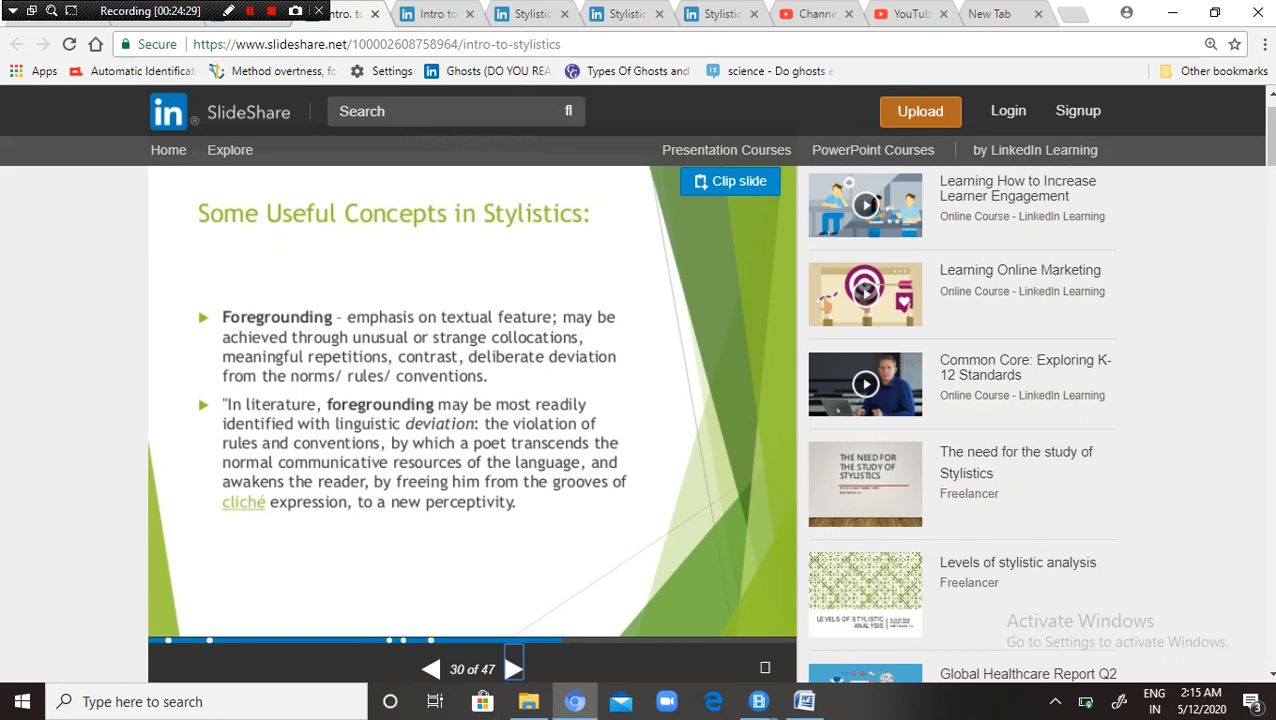 Recording [00:24:29]
ntro. to
Intro to
Stylistic
Stylistic
Stylistic
Channe
YouTub
New Tab
Secure
https://www.slideshare.net/100002608758964/intro-to-stylistics
Apps
Automatic Identificat
Method overtness, fo
Settings
Ghosts (DO YOU REA
Types Of Ghosts and
science - Do ghosts e
Other bookmarks
in® SlideShare
Search
Upload
Login
Signup
Home
Explore
Presentation Courses
PowerPoint Courses
by LinkedIn Learning
Clip slide
Some Useful Concepts in Stylistics:
Foregrounding - emphasis on textual feature; may be
achieved through unusual or strange collocations,
meaningful repetitions, contrast, deliberate deviation
from the norms/ rules/ conventions.
"In literature, foregrounding may be most readily
identified with linguistic deviation: the violation of
rules and conventions, by which a poet transcends the
normal communicative resources of the language, and
awakens the reader, by freeing him from the grooves of
cliché expression, to a new perceptivity.
30 of 47
Learning How to Increase
Learner Engagement
Online Course - LinkedIn Learning
Learning Online Marketing
Online Course - LinkedIn Learning
Common Core: Exploring K-
12 Standards
Online Course - LinkedIn Learning
THE NEED FOR
THE STUDY OF
STYLISTICS
The need for the study of
Stylistics
Freelancer
LEVELS OF STYLISTIC
ANALYSIS
Levels of stylistic analysis
Freelancer
Global Healthcare Report Q2
Activate Windows
Go to Settings to activate Windows.
Type here to search
ENG
IN
2:15 AM
5/12/2020
3